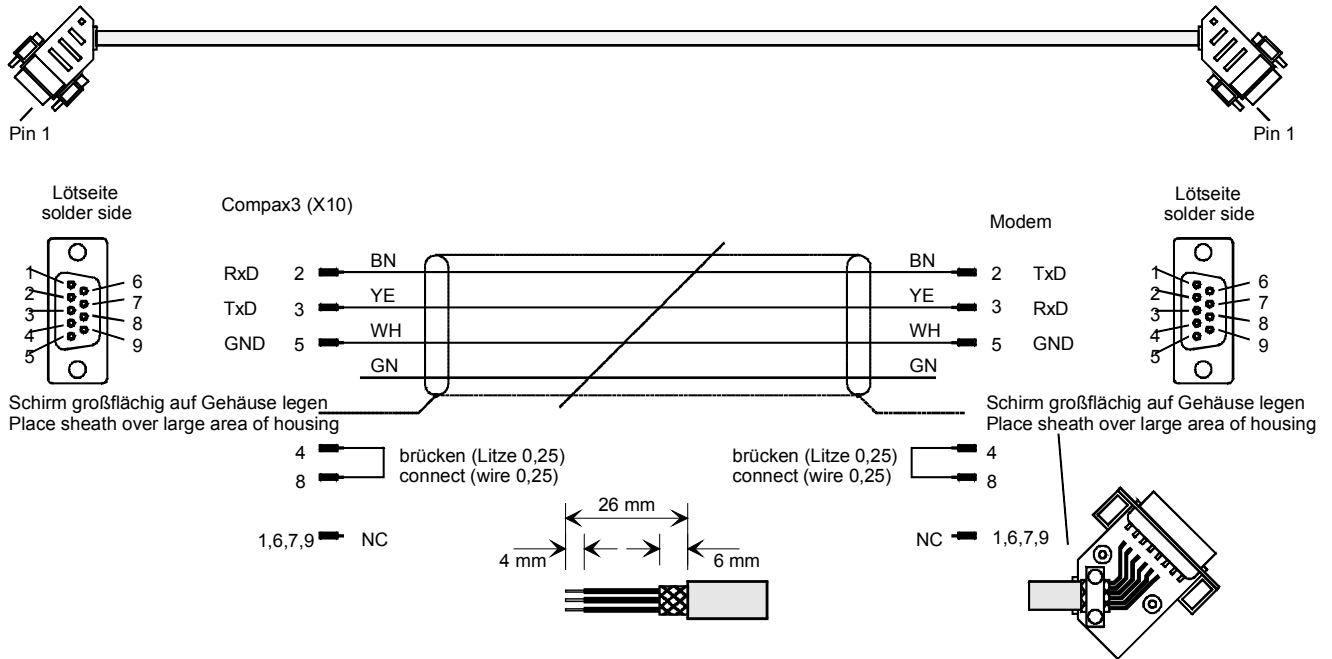 Pin 1
Pin 1
Lötseite
solder side
Compax3 (X10)
Modem
Lötseite
solder side
1
2
3
4
5
6
7
8
9
RxD 2 BN BN 2 TxD
TxD 3 YE YE 3 RxD
GND 5 WH WH 5 GND
GN GN
1
2
3
4
5
6
7
8
9
Schirm großflächig auf Gehäuse legen
Place sheath over large area of housing
Schirm großflächig auf Gehäuse legen
Place sheath over large area of housing
4
8
brücken (Litze 0,25)
connect (wire 0,25)
brücken (Litze 0,25)
connect (wire 0,25)
4
8
26 mm
1,6,7,9 NC
4 mm
6 mm
NC 1,6,7,9